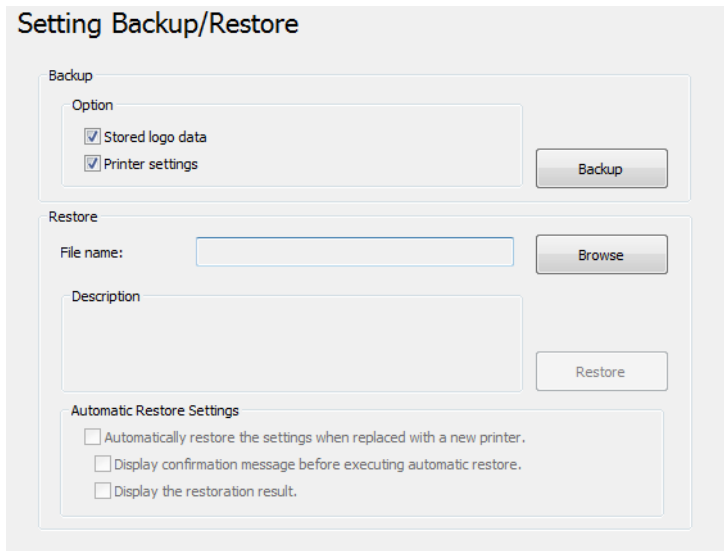 Setting Backup/Restore
Backup
Option
Stored logo data
Printer settings
Backup
Restore
File name:
Browse
Description
Restore
Automatic Restore Settings
Automatically restore the settings when replaced with a new printer.
Display confirmation message before executing automatic restore.
Display the restoration result.